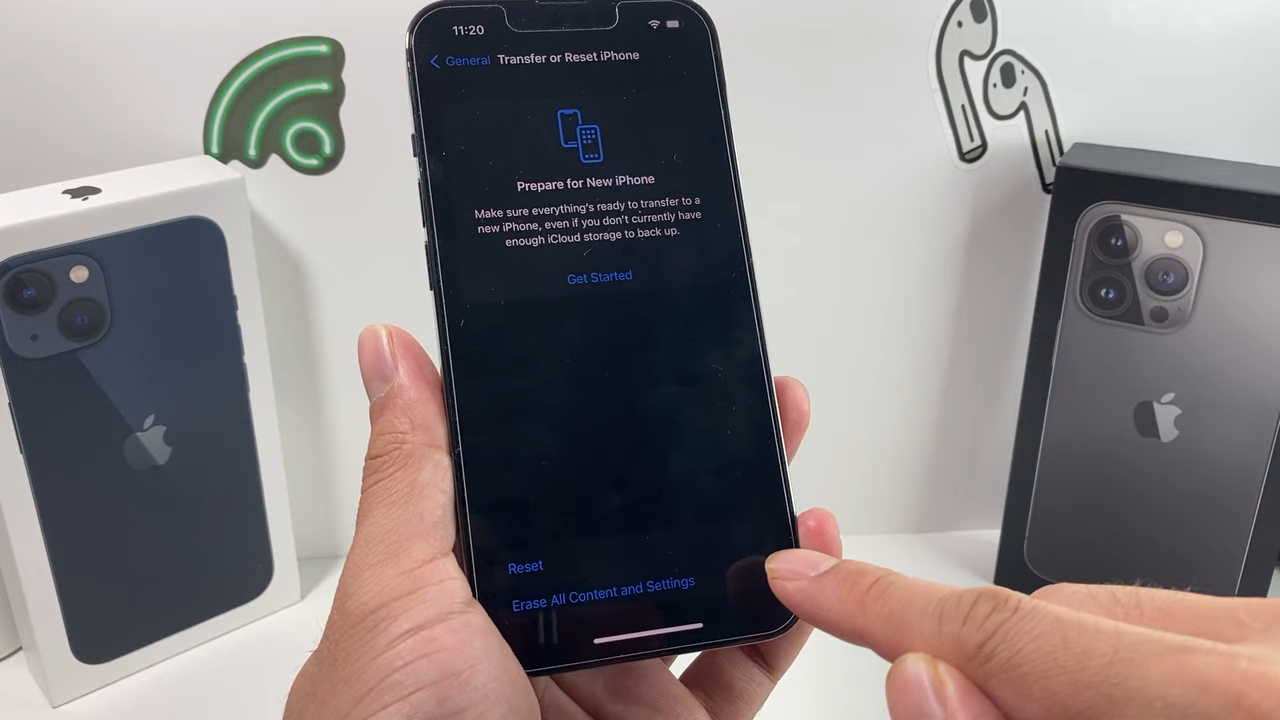 11:20
General Transfer or Reset iPhone
Prepare for New iPhone
Make sure everything's ready to transfer to a
new iPhone, even if you don't currently have
enough iCloud storage to back up.
Get Started
Reset
Erase All Content and Settings